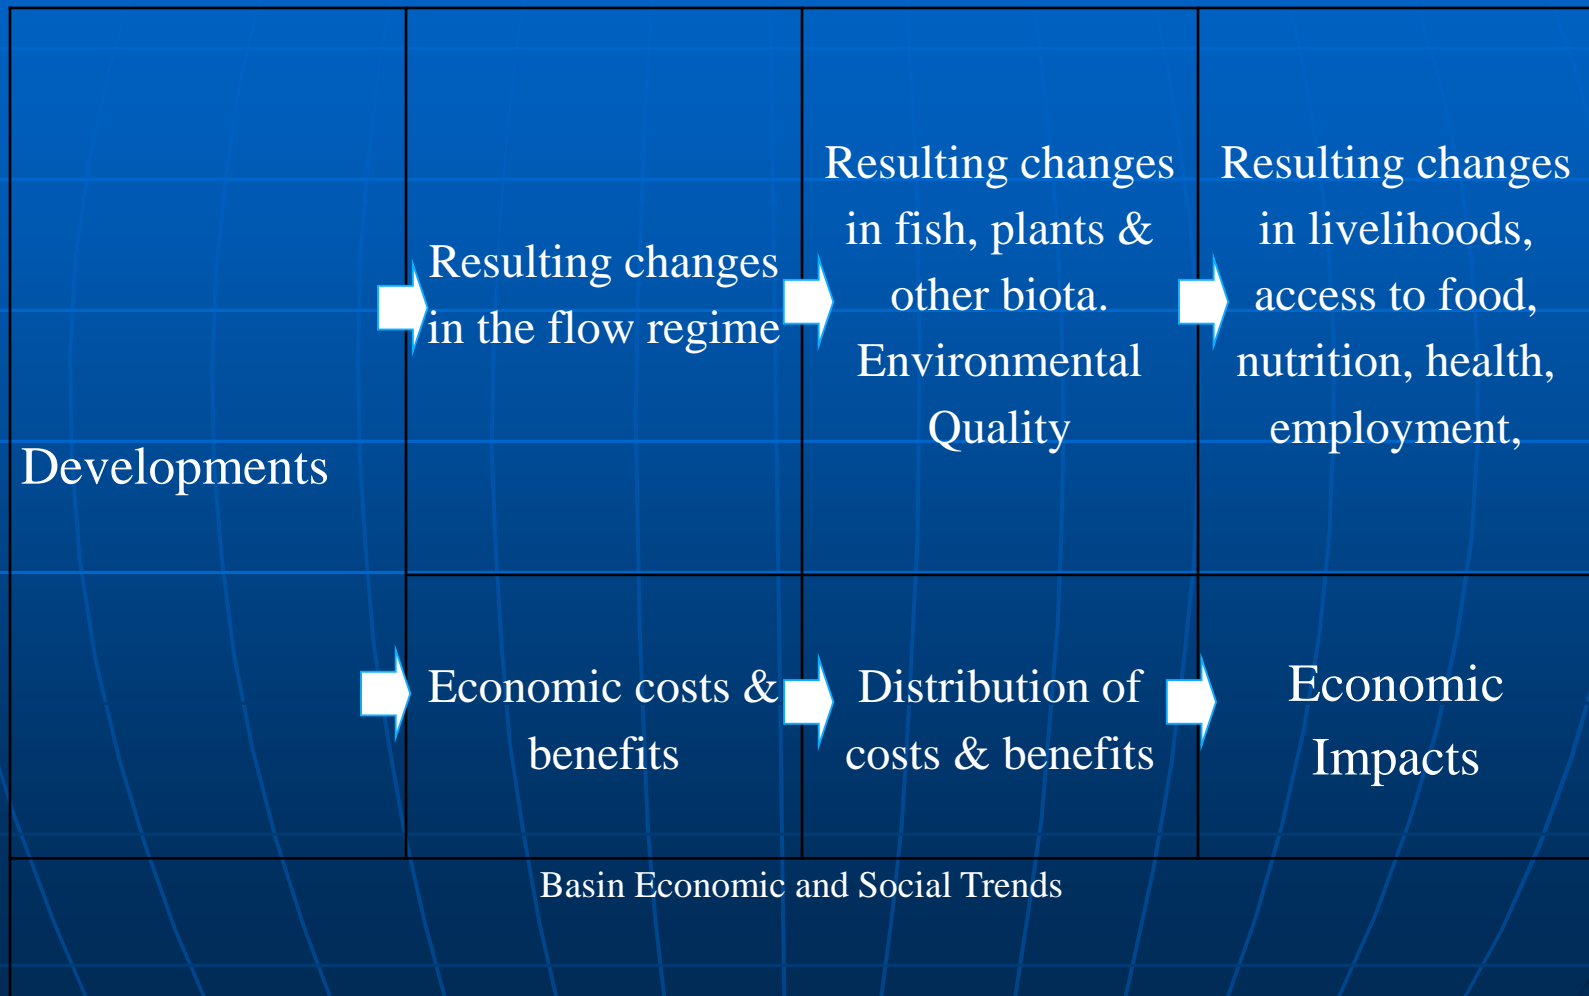 Developments
Resulting changes
in the flow regime
Resulting changes
in fish, plants &
other biota.
Environmental
Quality
Resulting changes
in livelihoods,
access to food,
nutrition, health,
employment,
Economic costs &
benefits
Distribution of
costs & benefits
Economic
Impacts
Basin Economic and Social Trends